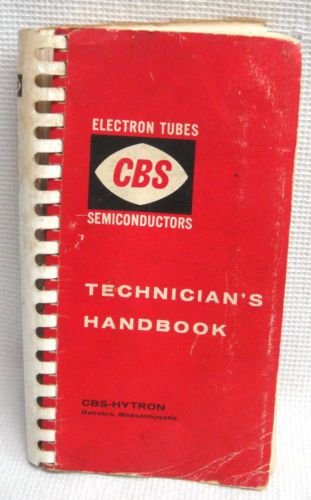 ELECTRON TUBES
CBS
SEMICONDUCTORS
TECHNICIAN'S
HANDBOOK
CBS-HYTRON
Danvers, Massachusetts